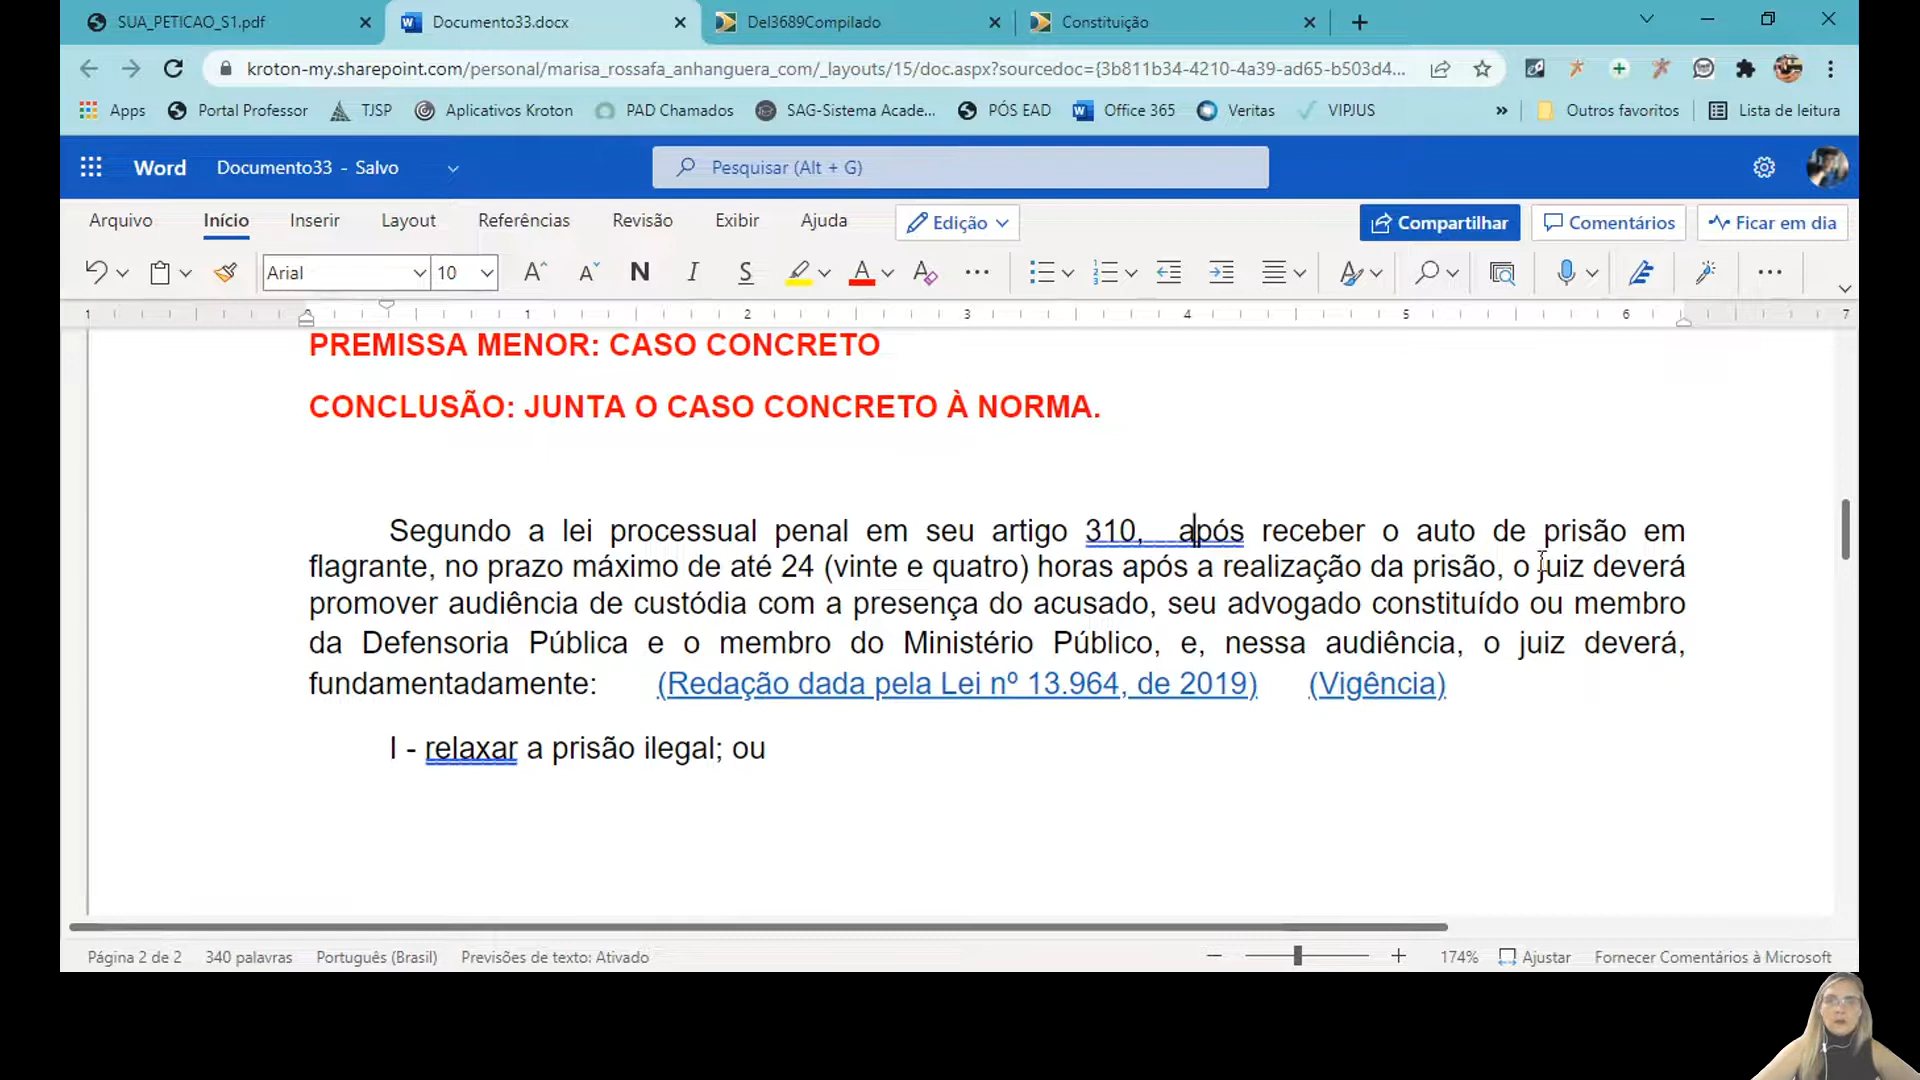 SUA_PETICAO_S1.pdf
Documento33.docx
Del3689Compilado
Constituição
kroton-my.sharepoint.com/personal/marisa_rossafa_anhanguera_com/_layouts/15/doc.aspx?sourcedoc={3b811b34-4210-4a39-ad65-b503d4...
Apps Portal Professor TJSP Aplicativos Kroton PAD Chamados SAG-Sistema Acade... PÓS EAD Office 365 Veritas VIPJUS » Outros favoritos Lista de leitura
Word Documento33 - Salvo Pesquisar (Alt + G)
Arquivo Início Inserir Layout Referências Revisão Exibir Ajuda Edição Compartilhar Comentários Ficar em dia
Arial 10 N I S
1 1 2 3 4 5 6 7
PREMISSA MENOR: CASO CONCRETO
CONCLUSÃO: JUNTA O CASO CONCRETO À NORMA.
Segundo a lei processual penal em seu artigo 310, após receber o auto de prisão em
flagrante, no prazo máximo de até 24 (vinte e quatro) horas após a realização da prisão, o juiz deverá
promover audiência de custódia com a presença do acusado, seu advogado constituído ou membro
da Defensoria Pública e o membro do Ministério Público, e, nessa audiência, o juiz deverá,
fundamentadamente: (Redação dada pela Lei nº 13.964, de 2019) (Vigência)
I - relaxar a prisão ilegal; ou
Página 2 de 2 340 palavras Português (Brasil) Previsões de texto: Ativado 174% Ajustar Fornecer Comentários à Microsoft